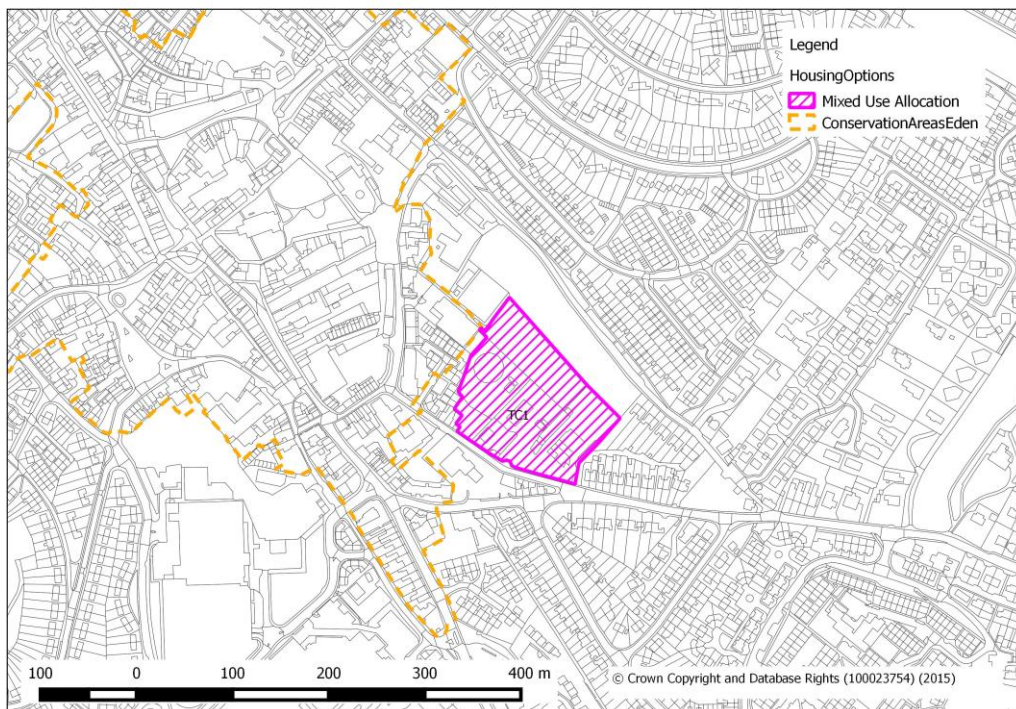 Legend
HousingOptions
Mixed Use Allocation
ConservationAreasEden
TC1
100 0 100 200 300 400 m
© Crown Copyright and Database Rights (100023754) (2015)